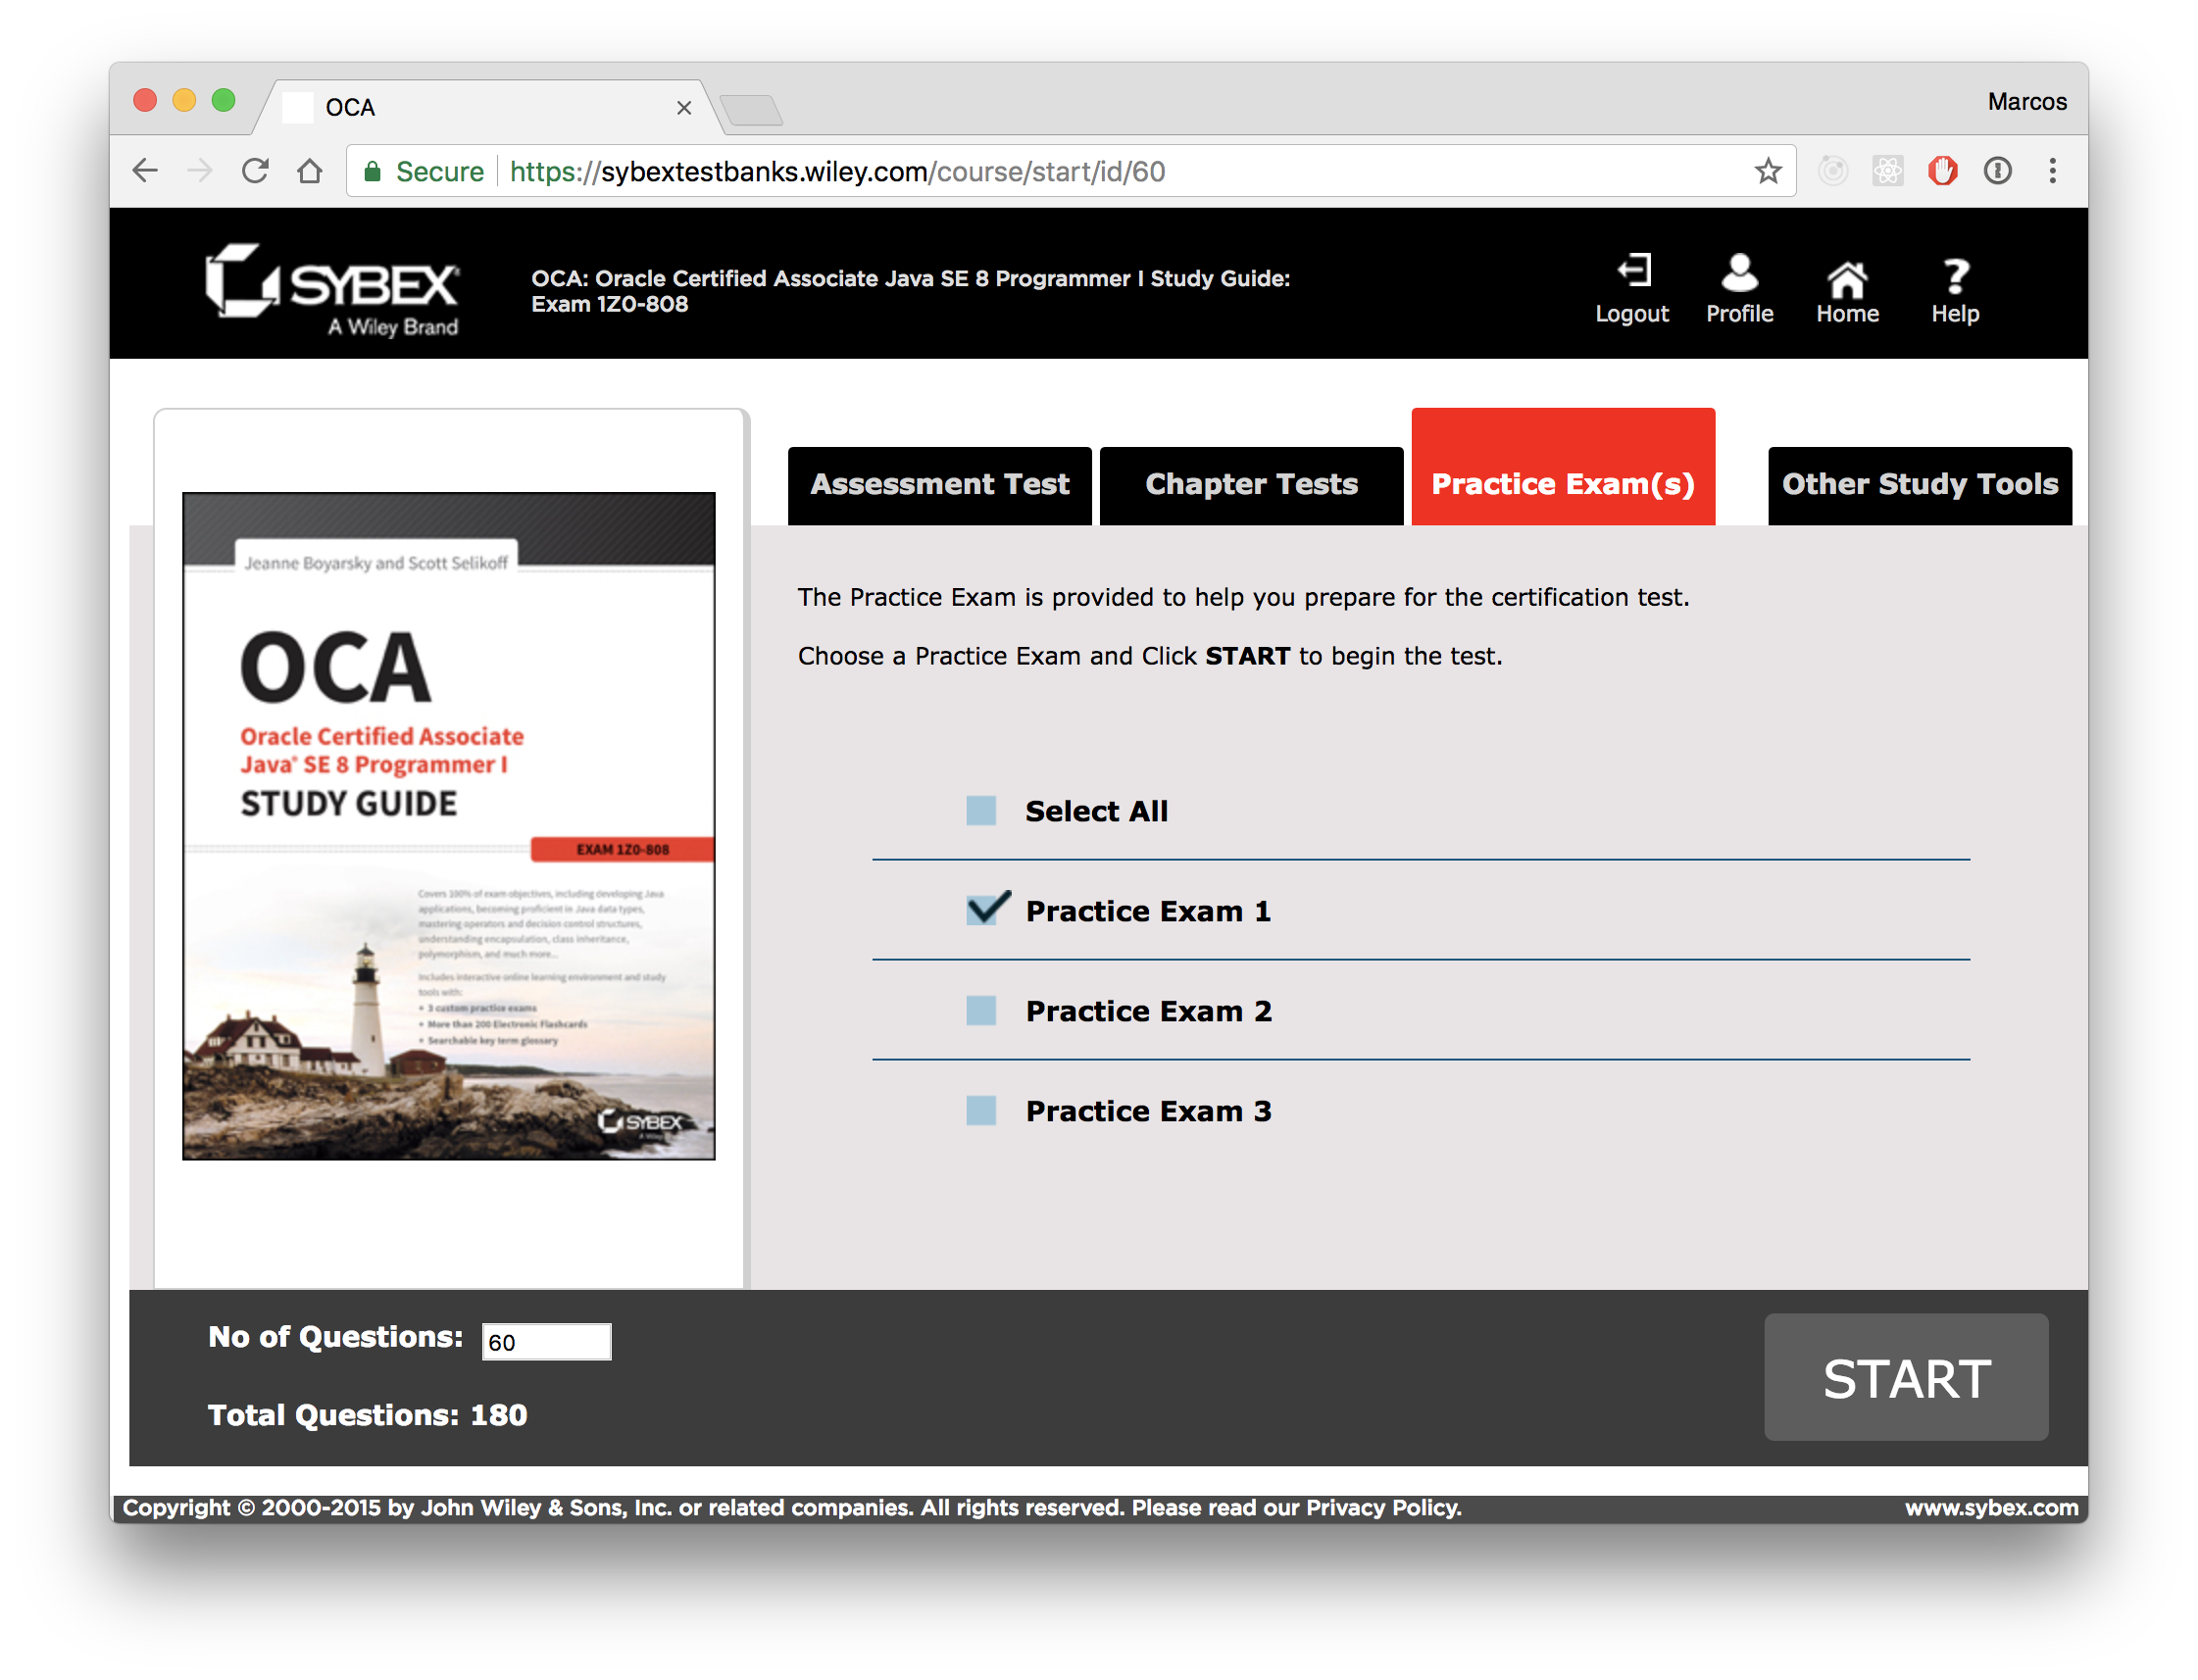 OCA
Marcos
Secure
https://sybextestbanks.wiley.com/course/start/id/60
SYBEX
A Wiley Brand
OCA: Oracle Certified Associate Java SE 8 Programmer I Study Guide:
Exam 1Z0-808
Logout
Profile
Home
?
Help
Assessment Test
Chapter Tests
Practice Exam(s)
Other Study Tools
Jeanne Boyarsky and Scott Selikoff
OCA
Oracle Certified Associate
Java® SE 8 Programmer I
STUDY GUIDE
EXAM 1Z0-808
Covers 100% of exam objectives, including developing Java
applications, becoming proficient in Java data types,
mastering operators and decision control structures,
understanding encapsulation, class inheritance,
polymorphism, and much more...
Includes interactive online learning environment and study
tools with:
+ 3 custom practice exams
+ More than 200 Electronic Flashcards
+ Searchable key term glossary
SYBEX
The Practice Exam is provided to help you prepare for the certification test.
Choose a Practice Exam and Click START to begin the test.
Select All
Practice Exam 1
Practice Exam 2
Practice Exam 3
No of Questions: 60
Total Questions: 180
START
Copyright © 2000-2015 by John Wiley & Sons, Inc. or related companies. All rights reserved. Please read our Privacy Policy.
www.sybex.com